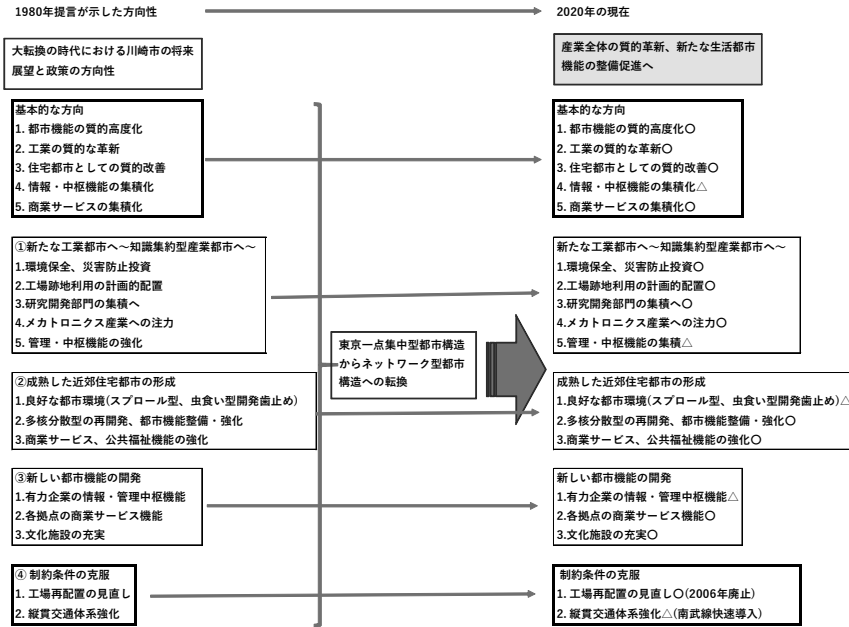 1980年提言が示した方向性
2020年の現在
大転換の時代における川崎市の将来
展望と政策の方向性
産業全体の質的革新、新たな生活都市
機能の整備促進へ
基本的な方向
1. 都市機能の質的高度化
2. 工業の質的な革新
3. 住宅都市としての質的改善
4. 情報・中枢機能の集積化
5. 商業サービスの集積化
基本的な方向
1. 都市機能の質的高度化〇
2. 工業の質的な革新〇
3. 住宅都市としての質的改善〇
4. 情報・中枢機能の集積化△
5. 商業サービスの集積化〇
①新たな工業都市へ～知識集約型産業都市へ～
1.環境保全、災害防止投資
2.工場跡地利用の計画的配置
3.研究開発部門の集積へ
4.メカトロニクス産業への注力
5. 管理・中枢機能の強化
新たな工業都市へ～知識集約型産業都市へ～
1.環境保全、災害防止投資〇
2.工場跡地利用の計画的配置〇
3.研究開発部門の集積へ〇
4.メカトロニクス産業への注力〇
5.管理・中枢機能の集積△
東京一点集中型都市構造
からネットワーク型都市
構造への転換
②成熟した近郊住宅都市の形成
1.良好な都市環境(スプロール型、虫食い型開発歯止め)
2.多核分散型の再開発、都市機能整備・強化
3.商業サービス、公共福祉機能の強化
成熟した近郊住宅都市の形成
1.良好な都市環境(スプロール型、虫食い型開発歯止め)△
2.多核分散型の再開発、都市機能整備・強化〇
3.商業サービス、公共福祉機能の強化〇
③新しい都市機能の開発
1.有力企業の情報・管理中枢機能
2.各拠点の商業サービス機能
3.文化施設の充実
新しい都市機能の開発
1.有力企業の情報・管理中枢機能△
2.各拠点の商業サービス機能〇
3.文化施設の充実〇
④ 制約条件の克服
1. 工場再配置の見直し
2. 縦貫交通体系強化
制約条件の克服
1. 工場再配置の見直し〇(2006年廃止)
2. 縦貫交通体系強化△(南武線快速導入)